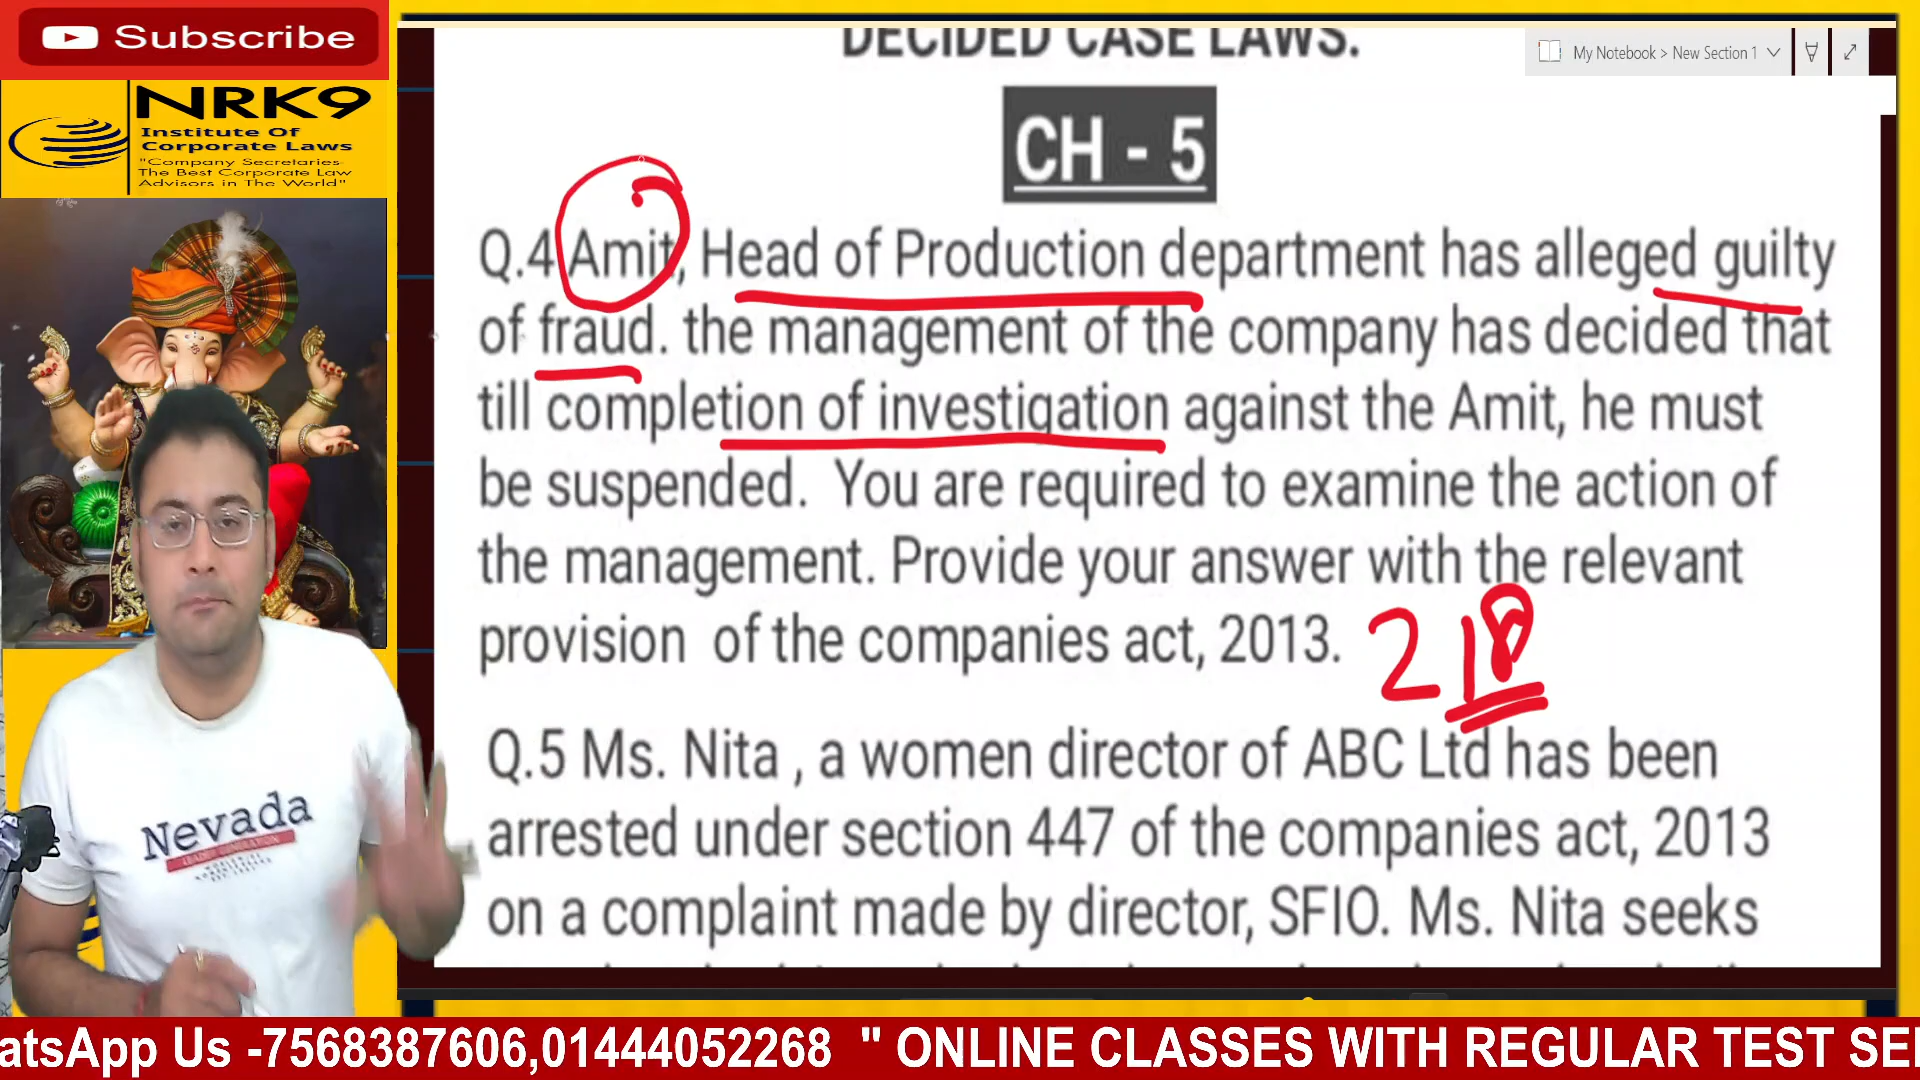 Subscribe
NRK9
Institute Of
Corporate Laws
"Company Secretaries-
The Best Corporate Law
Advisors in The World"
DECIDED CASE LAWS.
My Notebook > New Section 1
CH - 5
Q.4 Amit, Head of Production department has alleged guilty
of fraud. the management of the company has decided that
till completion of investigation against the Amit, he must
be suspended. You are required to examine the action of
the management. Provide your answer with the relevant
provision of the companies act, 2013.
218
Q.5 Ms. Nita , a women director of ABC Ltd has been
arrested under section 447 of the companies act, 2013
on a complaint made by director, SFIO. Ms. Nita seeks
Nevada
atsApp Us -7568387606,01444052268 " ONLINE CLASSES WITH REGULAR TEST SE